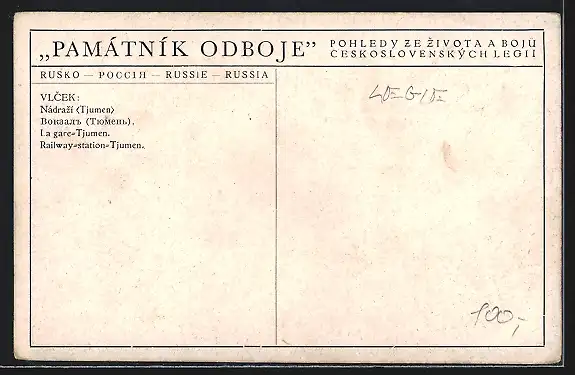 „PAMÁTNÍK ODBOJE”
POHLEDY ZE ŽIVOTA A BOJŮ
ČESKOSLOVENSKÝCH LEGIÍ
RUSKO — РОССІЯ — RUSSIE — RUSSIA
VLČEK:
Nádraží (Tjumen)
Вокзалъ (Тюмень).
La gare=Tjumen.
Railway=station=Tjumen.
LEGIE
100,-